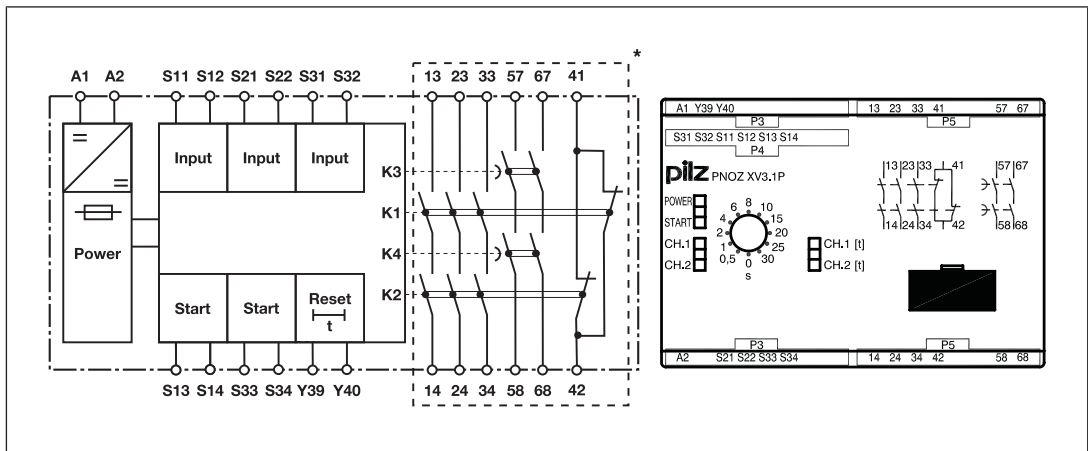 *
A1 A2 S11 S12 S21 S22 S31 S32 13 23 33 57 67 41
Input Input Input
K3
K1
Power
K4
Start Start Reset
t
K2
S13 S14 S33 S34 Y39 Y40 14 24 34 58 68 42
A1 Y39 Y40 13 23 33 41 57 67
P3 P5
S31 S32 S11 S12 S13 S14
P4
pilz PNOZ XV3.1P
13 23 33 41 57 67
14 24 34 42 58 68
POWER
START
CH.1
CH.2
0 0,5 1 2 4 6 8 10 15 20 25 30
s
CH.1 [t]
CH.2 [t]
P3 P5
A2 S21 S22 S33 S34 14 24 34 42 58 68